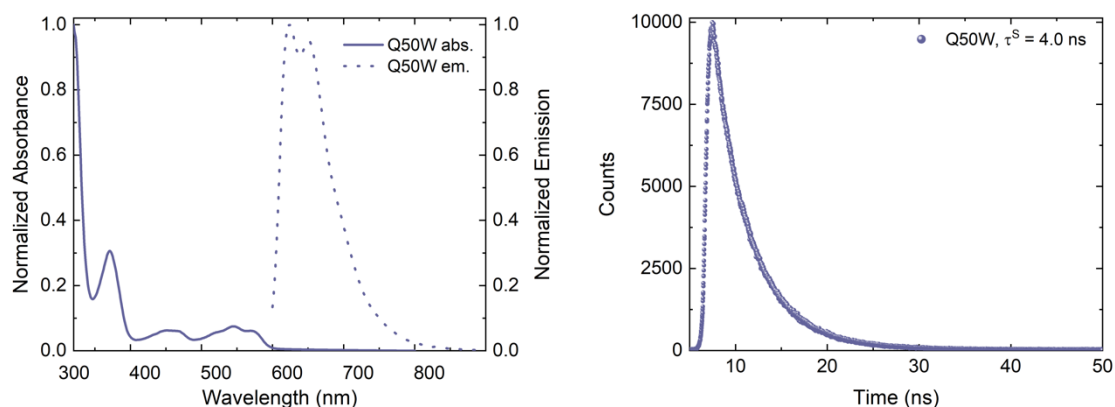 1.0
0.8
0.6
0.4
0.2
0.0
Normalized Absorbance
300 400 500 600 700 800
Wavelength (nm)
1.0
0.8
0.6
0.4
0.2
0.0
Normalized Emission
Q50W abs.
Q50W em.
10000
7500
5000
2500
0
Counts
10 20 30 40 50
Time (ns)
Q50W, τˢ = 4.0 ns